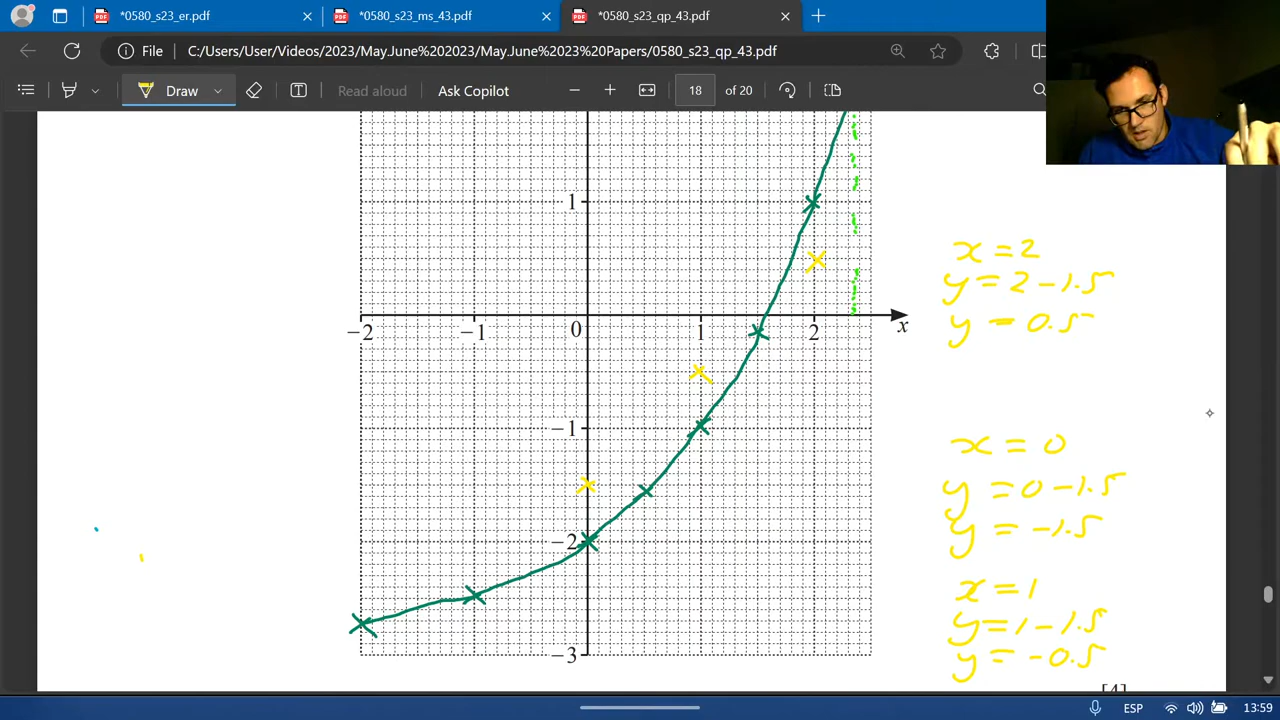 *0580_s23_er.pdf
*0580_s23_ms_43.pdf
*0580_s23_qp_43.pdf
File
C:/Users/User/Videos/2023/May.June%202023/May.June%2023%20Papers/0580_s23_qp_43.pdf
Draw
Read aloud
Ask Copilot
18
of 20
1
-2
-1
0
1
2
x
-1
-2
-3
x = 2
y = 2 - 1.5
y = 0.5
x = 0
y = 0 - 1.5
y = -1.5
x = 1
y = 1 - 1.5
y = -0.5
[4]
ESP
13:59